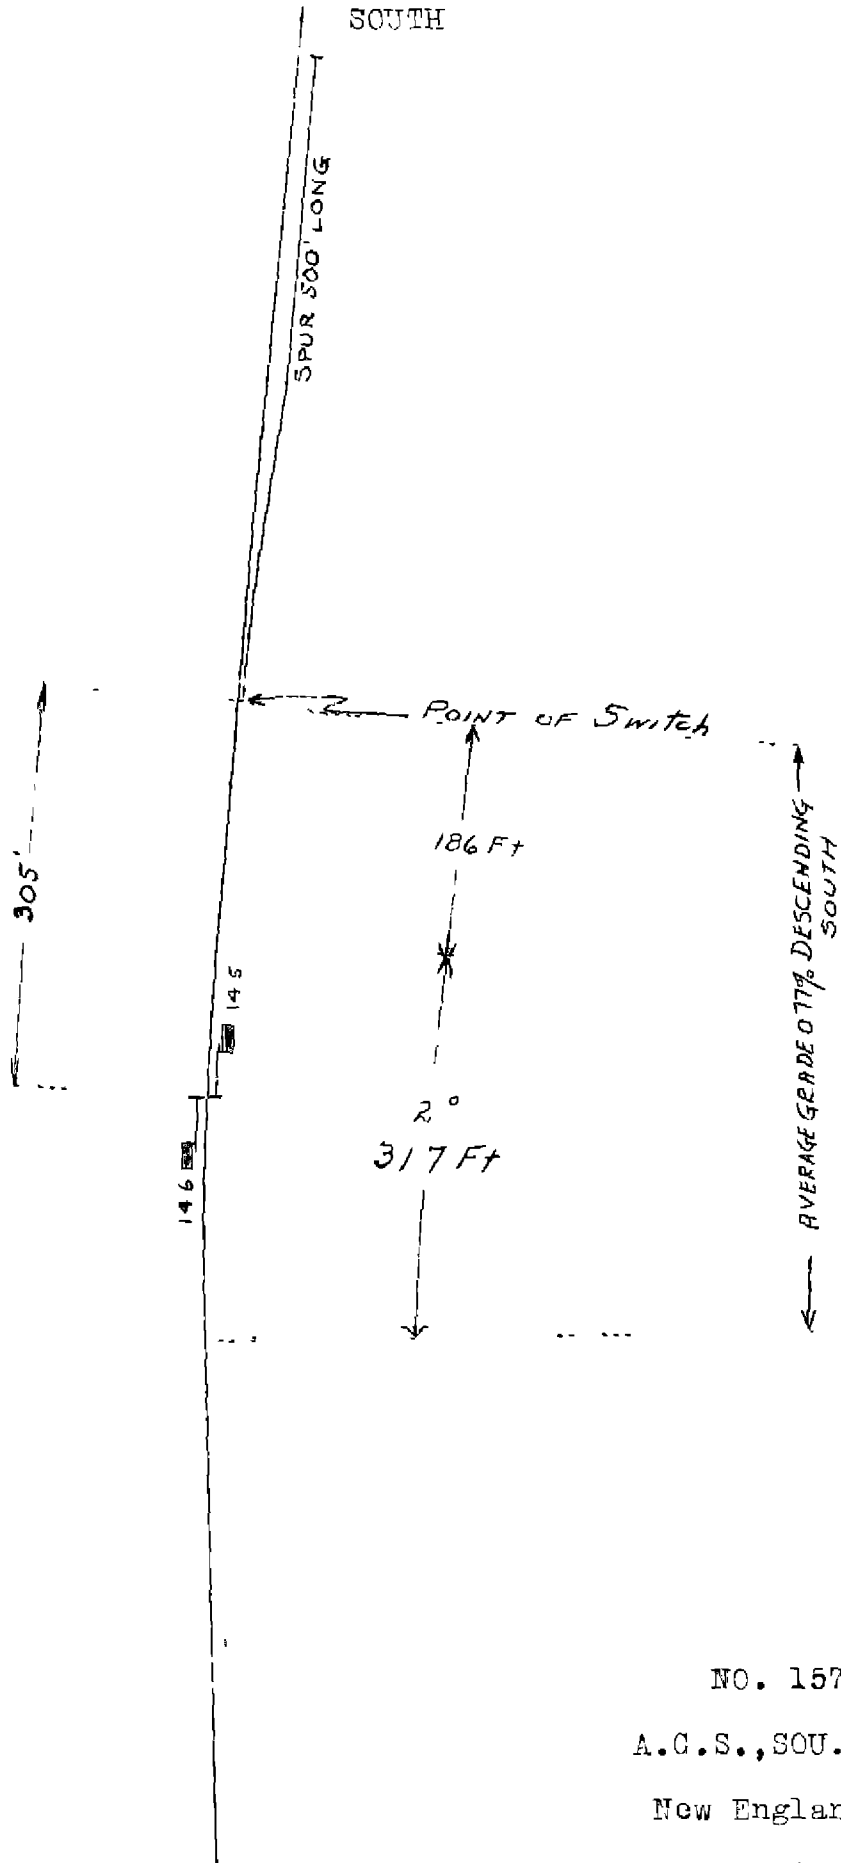 SOUTH
SPUR 500' LONG
POINT OF Switch
186 Ft
305'
AVERAGE GRADE 0 77% DESCENDING
SOUTH
145
2°
317 Ft
146
NO. 157
A.C.S.,SOU.
New Englan